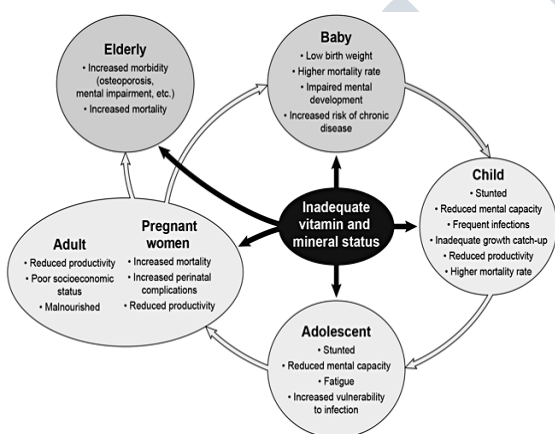 Elderly
• Increased morbidity
(osteoporosis,
mental impairment, etc.)
• Increased mortality
Baby
• Low birth weight
• Higher mortality rate
• Impaired mental
development
• Increased risk of chronic
disease
Inadequate
vitamin and
mineral status
Child
• Stunted
• Reduced mental capacity
• Frequent infections
• Inadequate growth catch-up
• Reduced productivity
• Higher mortality rate
Adult
• Reduced productivity
• Poor socioeconomic
status
• Malnourished
Pregnant
women
• Increased mortality
• Increased perinatal
complications
• Reduced productivity
Adolescent
• Stunted
• Reduced mental capacity
• Fatigue
• Increased vulnerability
to infection